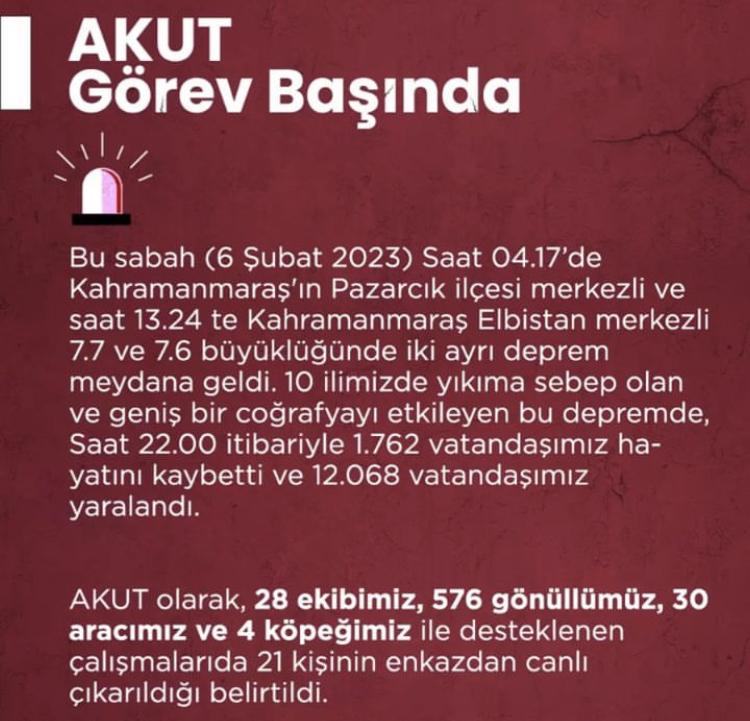 AKUT
Görev Başında
Bu sabah (6 Şubat 2023) Saat 04.17’de
Kahramanmaraş'ın Pazarcık ilçesi merkezli ve
saat 13.24 te Kahramanmaraş Elbistan merkezli
7.7 ve 7.6 büyüklüğünde iki ayrı deprem
meydana geldi. 10 ilimizde yıkıma sebep olan
ve geniş bir coğrafyayı etkileyen bu depremde,
Saat 22.00 itibariyle 1.762 vatandaşımız ha-
yatını kaybetti ve 12.068 vatandaşımız
yaralandı.
AKUT olarak, 28 ekibimiz, 576 gönüllümüz, 30
aracımız ve 4 köpeğimiz ile desteklenen
çalışmalarıda 21 kişinin enkazdan canlı
çıkarıldığı belirtildi.